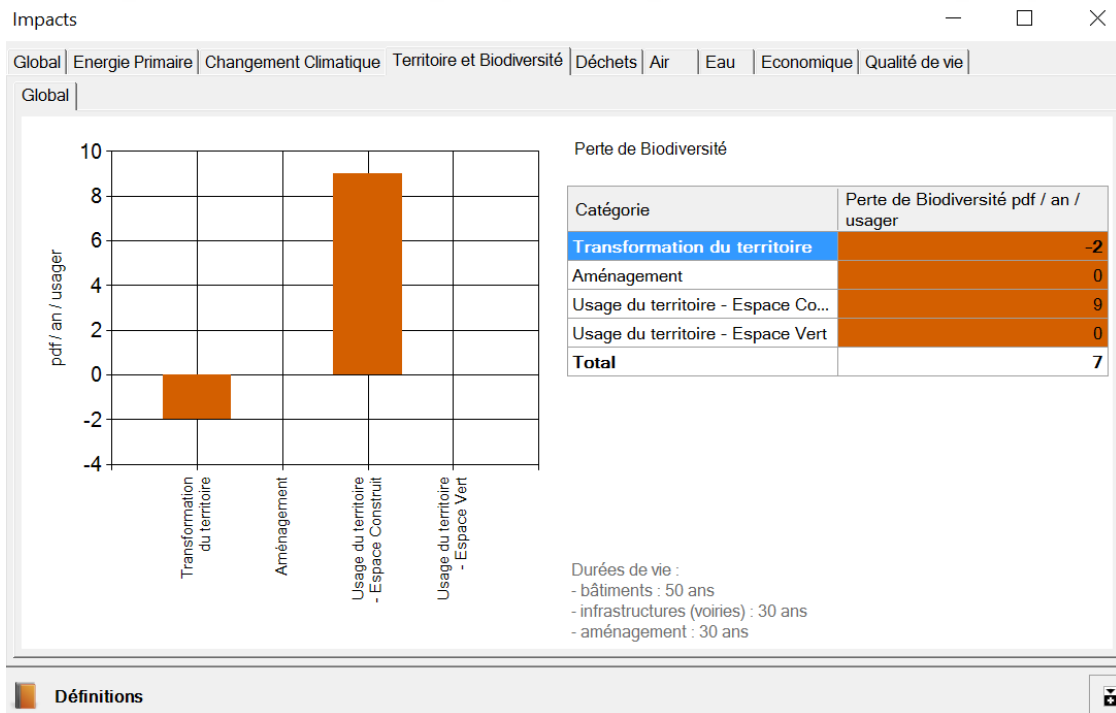 Impacts
Global
Energie Primaire
Changement Climatique
Territoire et Biodiversité
Déchets
Air
Eau
Economique
Qualité de vie
Global
10
8
6
4
2
0
-2
-4
pdf / an / usager
Transformation
du territoire
Aménagement
Usage du territoire
- Espace Construit
Usage du territoire
- Espace Vert
Perte de Biodiversité
Catégorie
Perte de Biodiversité pdf / an /
usager
Transformation du territoire -2
Aménagement 0
Usage du territoire - Espace Co... 9
Usage du territoire - Espace Vert 0
Total 7
Durées de vie :
- bâtiments : 50 ans
- infrastructures (voiries) : 30 ans
- aménagement : 30 ans
Définitions